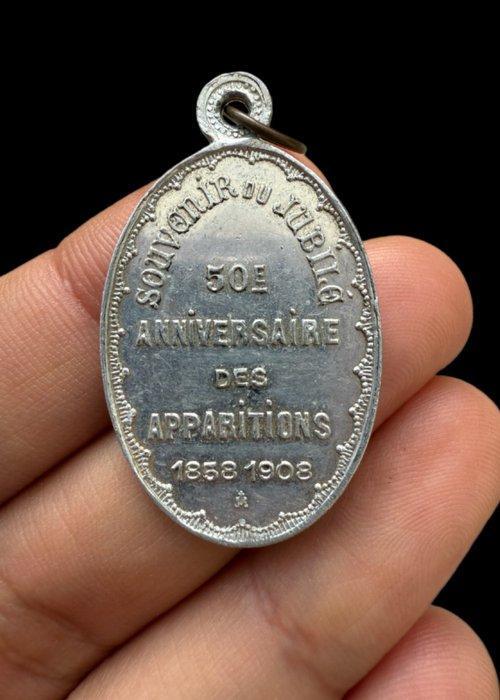 SOUVENIR DU JUBILÉ
50E
ANNIVERSAIRE
DES
APPARITIONS
1858 1908